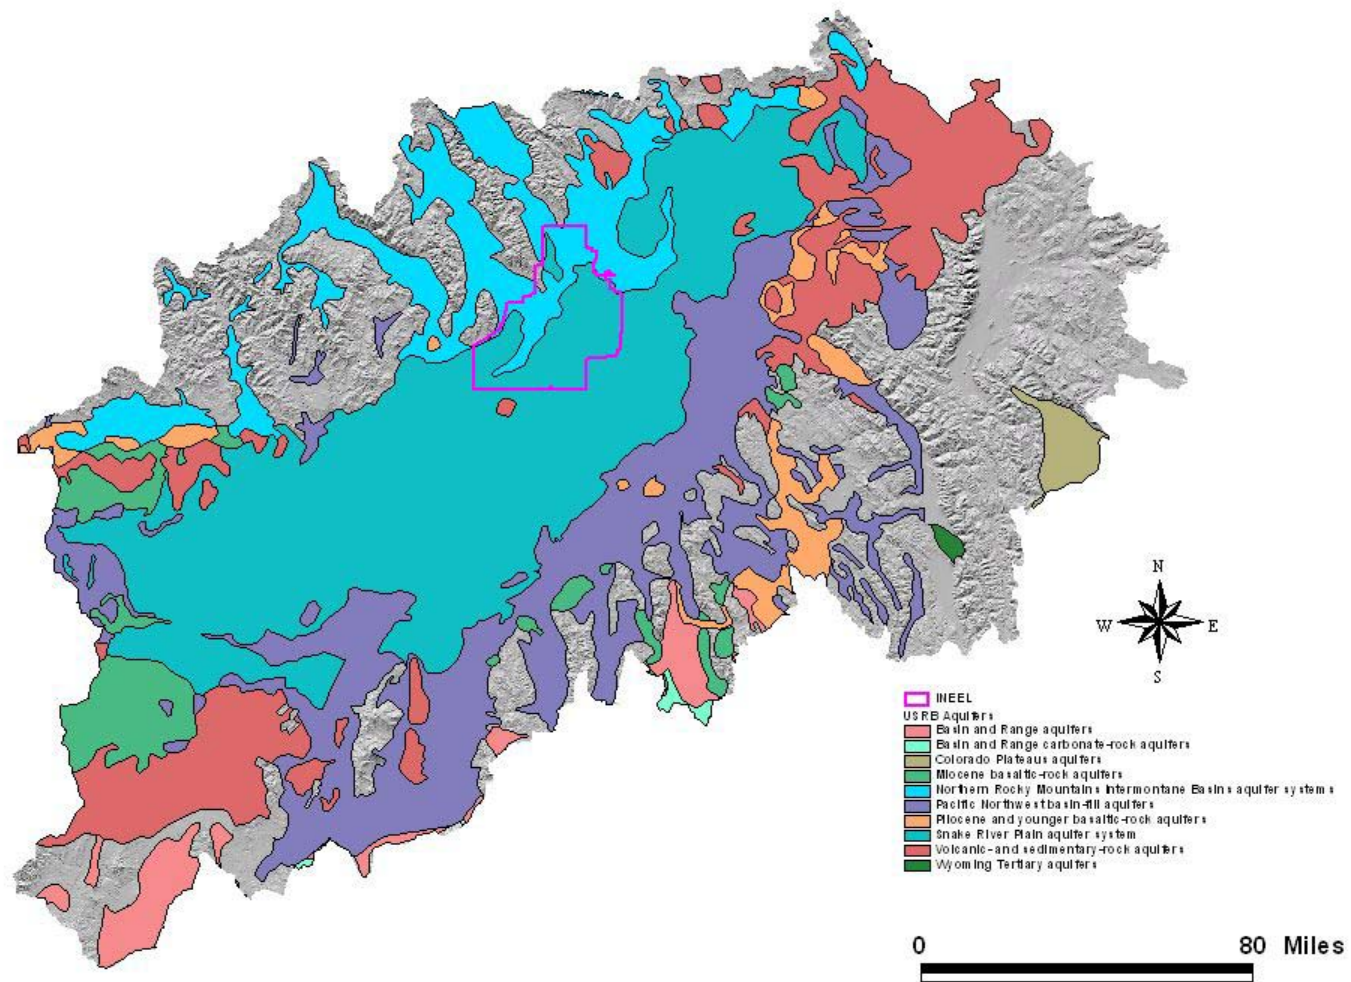 N
W E
S
INEEL
USRB Aquifers
Basin and Range aquifers
Basin and Range carbonate-rock aquifers
Colorado Plateaus aquifers
Miocene basaltic-rock aquifers
Northern Rocky Mountains Intermontane Basins aquifer systems
Pacific Northwest basin-fill aquifers
Pliocene and younger basaltic-rock aquifers
Snake River Plain aquifer system
Volcanic- and sedimentary-rock aquifers
Wyoming Tertiary aquifers
0 80 Miles